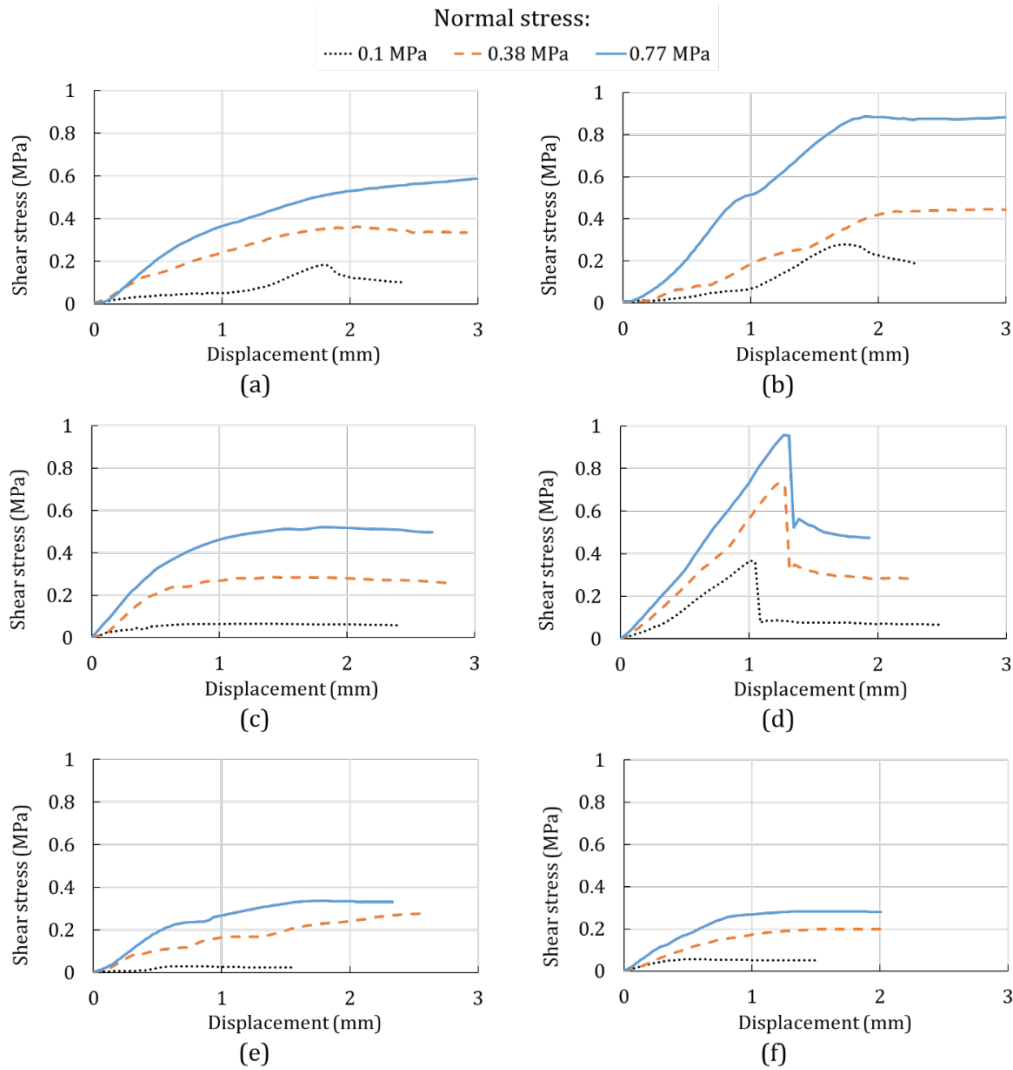 Normal stress:
0.1 MPa 0.38 MPa 0.77 MPa
Shear stress (MPa)
1
0.8
0.6
0.4
0.2
0
0 1 2 3
Displacement (mm)
(a)
Shear stress (MPa)
1
0.8
0.6
0.4
0.2
0
0 1 2 3
Displacement (mm)
(b)
Shear stress (MPa)
1
0.8
0.6
0.4
0.2
0
0 1 2 3
Displacement (mm)
(c)
Shear stress (MPa)
1
0.8
0.6
0.4
0.2
0
0 1 2 3
Displacement (mm)
(d)
Shear stress (MPa)
1
0.8
0.6
0.4
0.2
0
0 1 2 3
Displacement (mm)
(e)
Shear stress (MPa)
1
0.8
0.6
0.4
0.2
0
0 1 2 3
Displacement (mm)
(f)